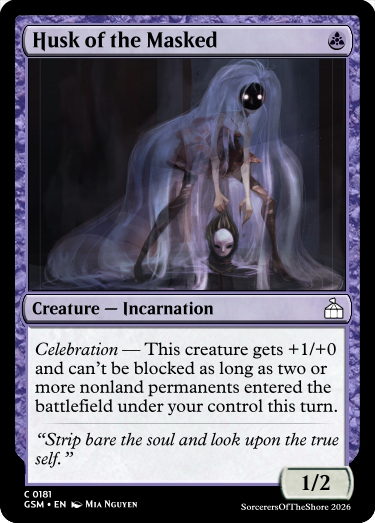 Husk of the Masked
Creature — Incarnation
Celebration — This creature gets +1/+0
and can't be blocked as long as two or
more nonland permanents entered the
battlefield under your control this turn.
“Strip bare the soul and look upon the true
self.”
1/2
C 0181
GSM • EN Mia Nguyen
SorcerersOfTheShore 2026